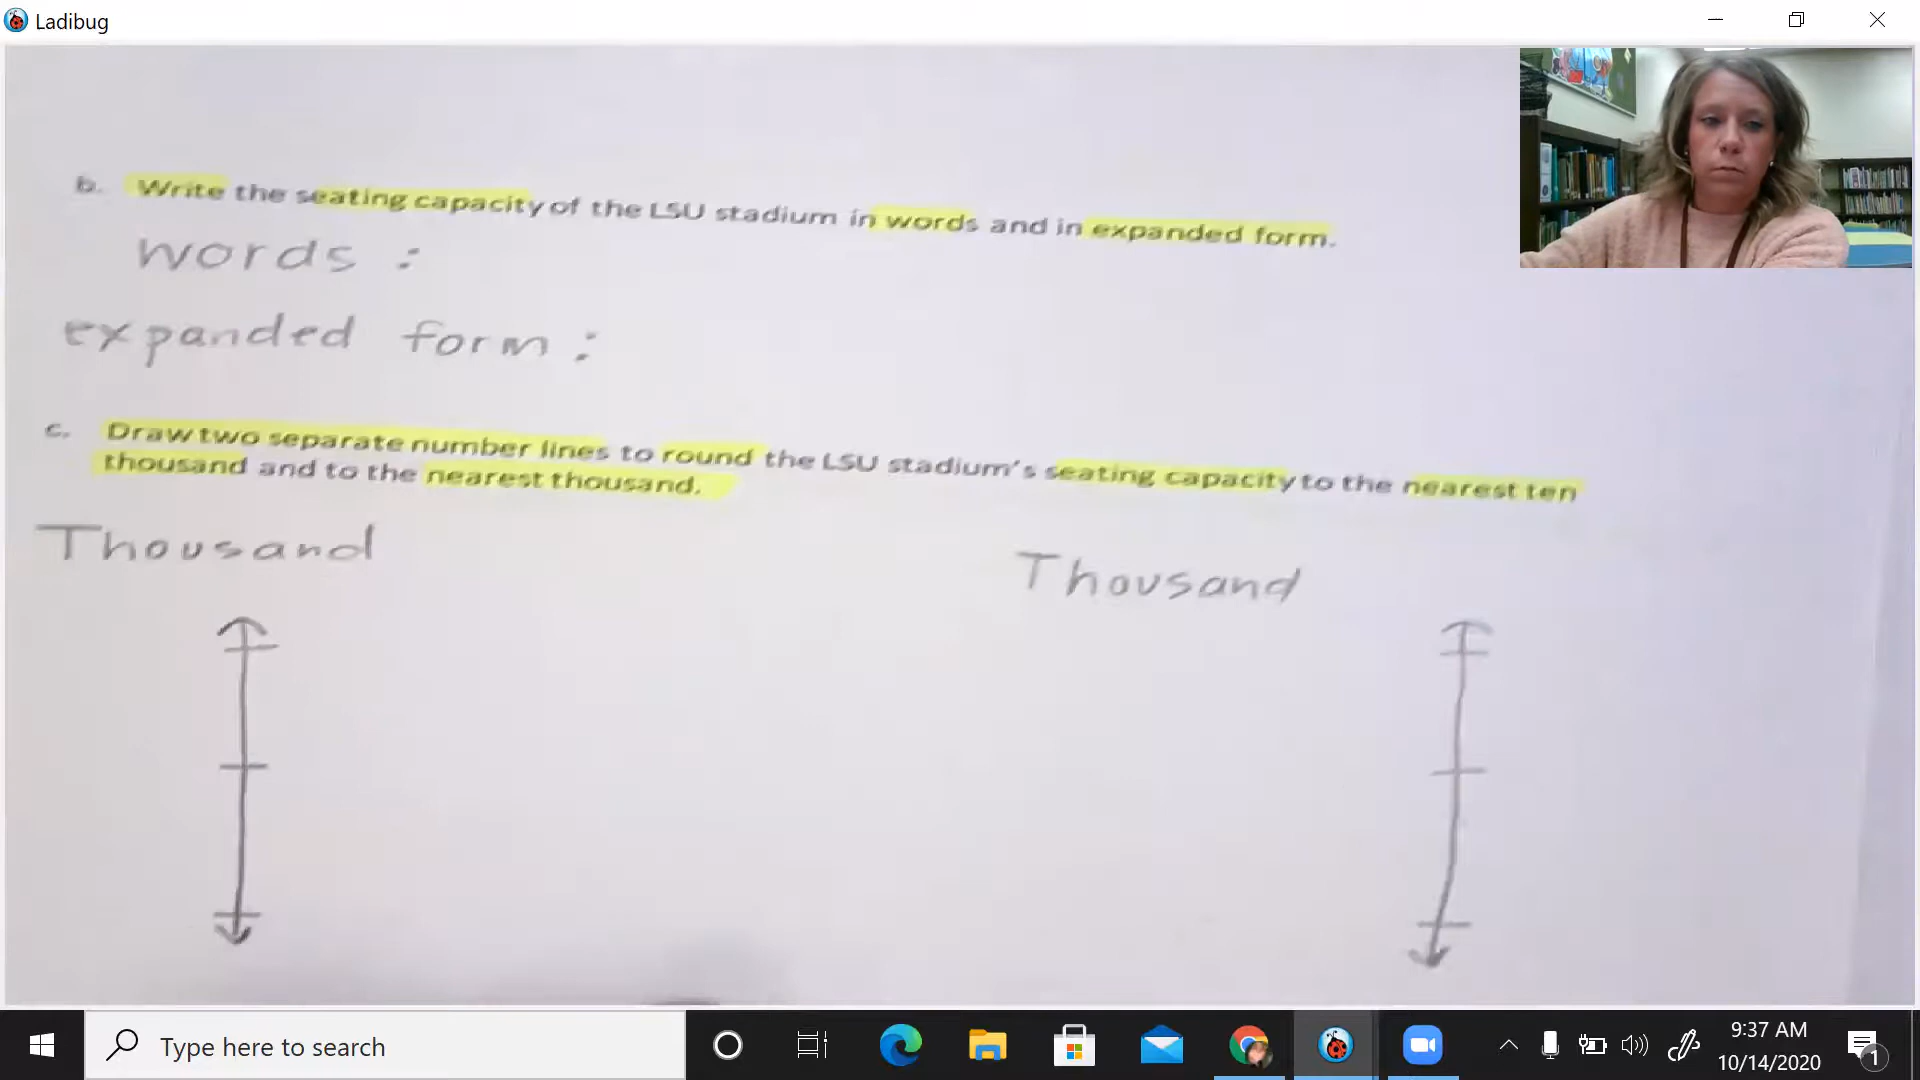 Ladibug
b. Write the seating capacity of the LSU stadium in words and in expanded form.
words :
expanded form :
c. Draw two separate number lines to round the LSU stadium's seating capacity to the nearest ten
thousand and to the nearest thousand.
Thousand
Thousand
Type here to search
9:37 AM
10/14/2020
1